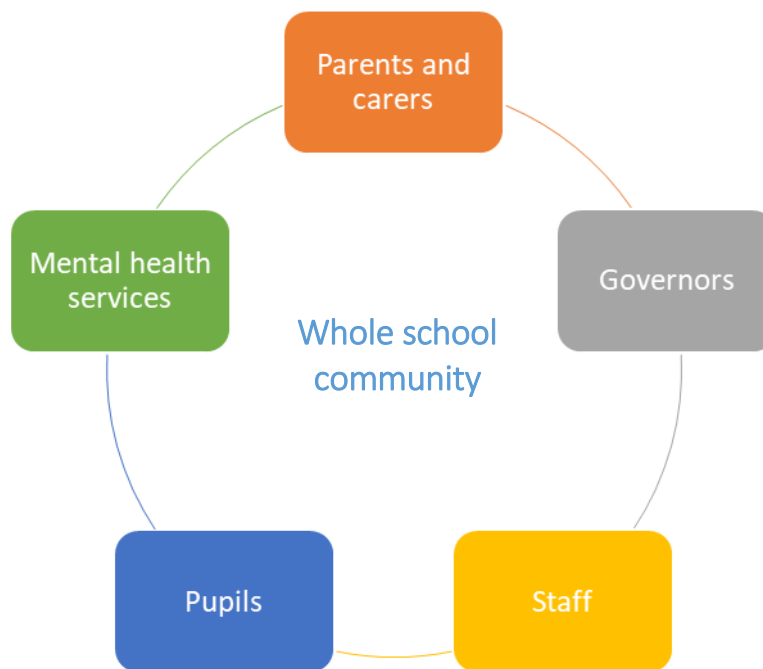 Parents and
carers
Mental health
services
Governors
Whole school
community
Pupils
Staff